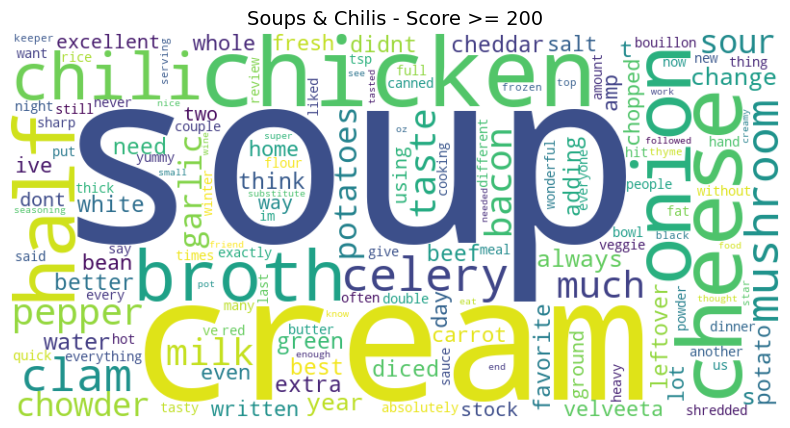 Soups & Chilis - Score >= 200
keeper excellent whole fresh didnt cheddar salt t bouillon sour
want rice serving review tsp canned see full liked frozen top amount amp chopped now new thing
chili chicken change
night still never two couple sharp put
soup
ive need yummy super home flour small substitute think way im
dont white thick garlic winter wine seasoning
potatoes using taste oz cooking different bacon needed wonderful adding everyone
hit thyme hand work followed creamy people without fat black
half onion cheese mushroom
said say times friend exactly bean better every pot last
broth celery beef meal give often double always much bowl veggie
pepper water hot quick everything many ve red butter green enough know best
cream
milk even diced day carrot sauce eat end favorite ground heavy
leftover lot powder another us dinner food thought star potato s
clam chowder tasty written extra year absolutely stock velveeta shredded